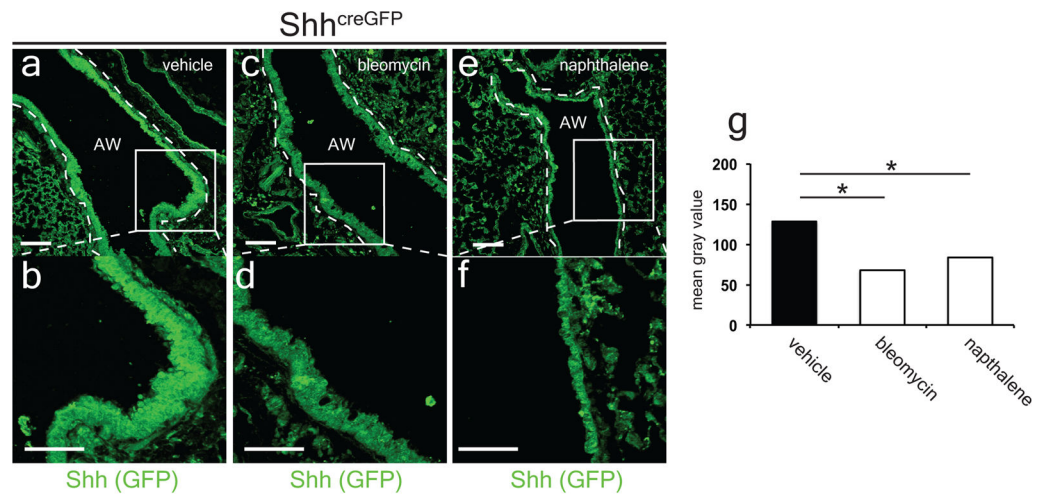 Shh^creGFP
a vehicle
AW
b
Shh (GFP)
c bleomycin
AW
d
Shh (GFP)
e naphthalene
AW
f
Shh (GFP)
g
mean gray value
200
150
100
50
0
*
*
vehicle
bleomycin
napthalene